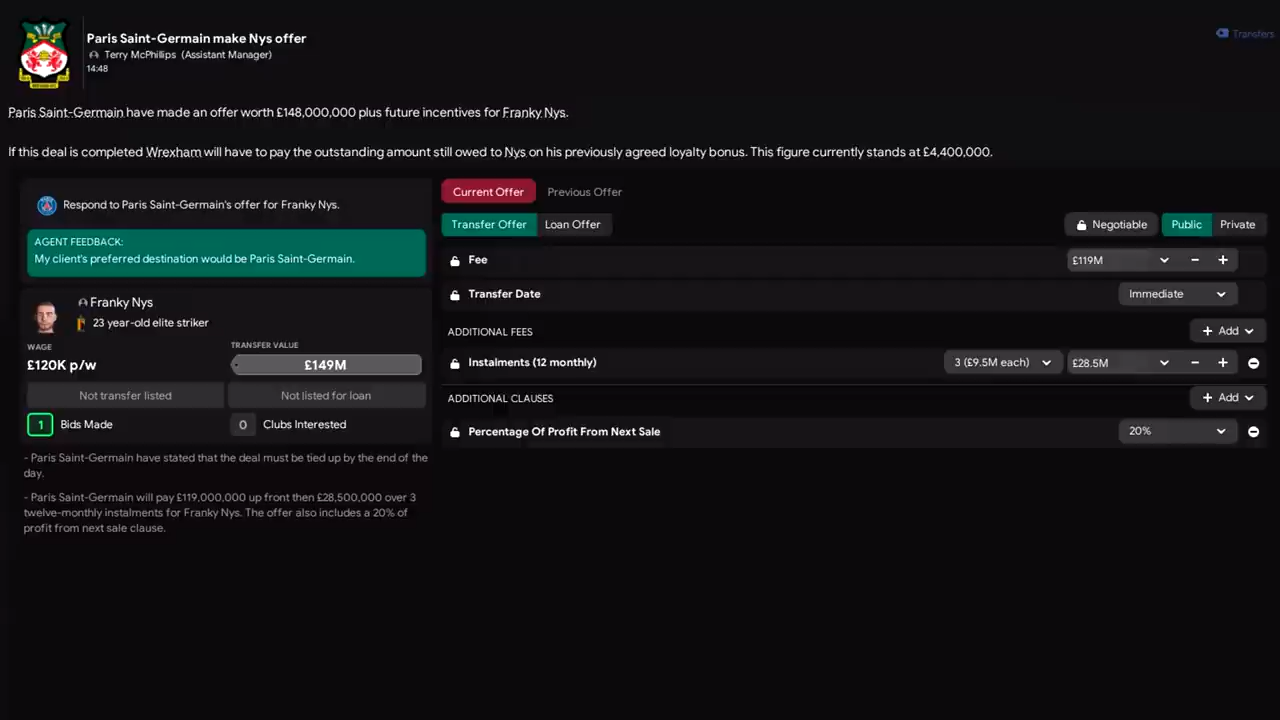 Paris Saint-Germain make Nys offer
Terry McPhillips (Assistant Manager)
14:48
Transfers
Paris Saint-Germain have made an offer worth £148,000,000 plus future incentives for Franky Nys.
If this deal is completed Wrexham will have to pay the outstanding amount still owed to Nys on his previously agreed loyalty bonus. This figure currently stands at £4,400,000.
Respond to Paris Saint-Germain's offer for Franky Nys.
AGENT FEEDBACK:
My client's preferred destination would be Paris Saint-Germain.
Franky Nys
23 year-old elite striker
WAGE
TRANSFER VALUE
£120K p/w
£149M
Not transfer listed
Not listed for loan
1 Bids Made
0 Clubs Interested
- Paris Saint-Germain have stated that the deal must be tied up by the end of the
day.
- Paris Saint-Germain will pay £119,000,000 up front then £28,500,000 over 3
twelve-monthly instalments for Franky Nys. The offer also includes a 20% of
profit from next sale clause.
Current Offer
Previous Offer
Transfer Offer
Loan Offer
Negotiable
Public
Private
Fee
£119M
- +
Transfer Date
Immediate
ADDITIONAL FEES
+ Add
Instalments (12 monthly)
3 (£9.5M each)
£28.5M
- +
ADDITIONAL CLAUSES
+ Add
Percentage Of Profit From Next Sale
20%